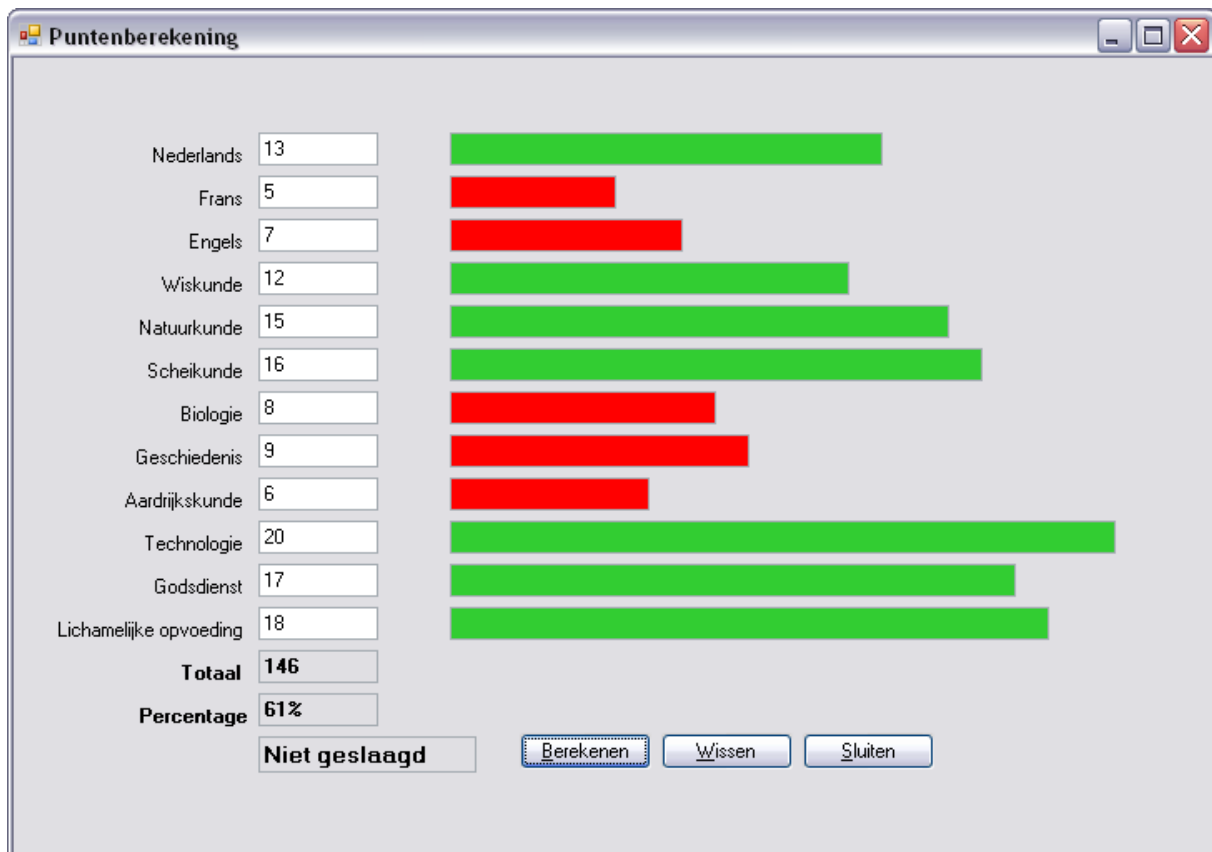 Puntenberekening
Nederlands 13
Frans 5
Engels 7
Wiskunde 12
Natuurkunde 15
Scheikunde 16
Biologie 8
Geschiedenis 9
Aardrijkskunde 6
Technologie 20
Godsdienst 17
Lichamelijke opvoeding 18
Totaal 146
Percentage 61%
Niet geslaagd Berekenen Wissen Sluiten